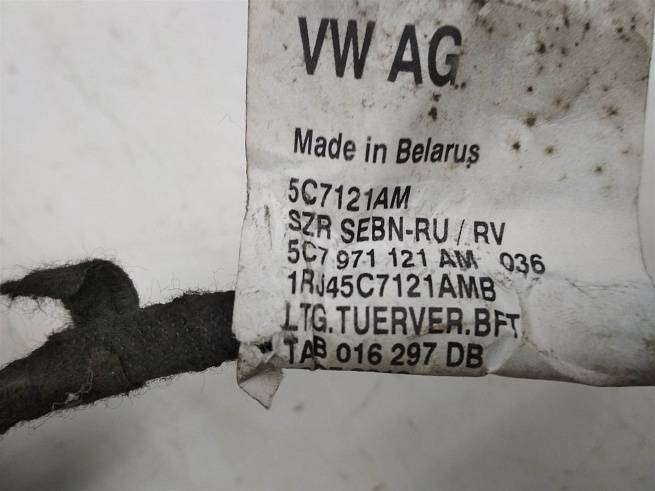 VW AG
Made in Belarus
5C7121AM
SZR SEBN-RU / RV
5C7 971 121 AM 036
1RJ45C7121AMB
LTG.TUERVER.BFT
TAB 016 297 DB